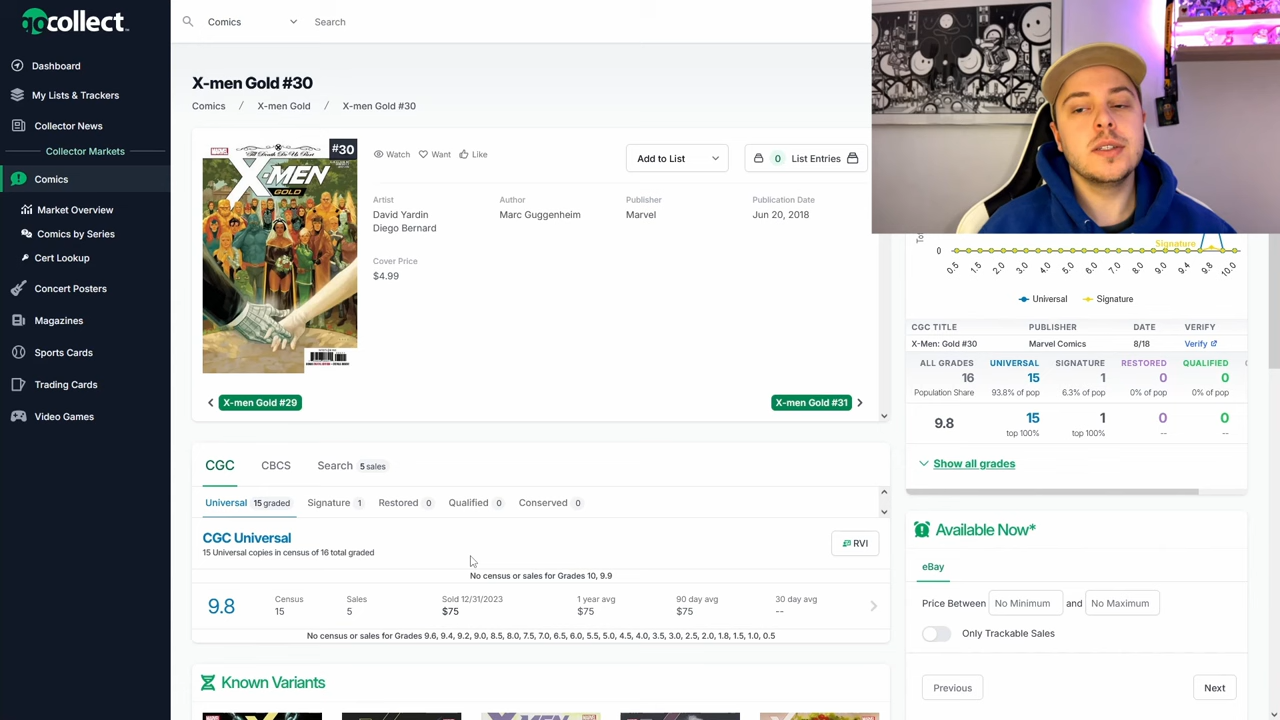 gocollect
Comics
Search
Dashboard
My Lists & Trackers
Collector News
Collector Markets
Comics
Market Overview
Comics by Series
Cert Lookup
Concert Posters
Magazines
Sports Cards
Trading Cards
Video Games
X-men Gold #30
Comics / X-men Gold / X-men Gold #30
MARVEL
Till Death Do Us Part
#30
X-MEN
GOLD
Watch Want Like
Add to List
0 List Entries
Artist
David Yardin
Diego Bernard
Author
Marc Guggenheim
Publisher
Marvel
Publication Date
Jun 20, 2018
Cover Price
$4.99
X-men Gold #29
X-men Gold #31
CGC CBCS Search 5 sales
Universal 15 graded Signature 1 Restored 0 Qualified 0 Conserved 0
CGC Universal
15 Universal copies in census of 16 total graded
RVI
No census or sales for Grades 10, 9.9
9.8
Census
15
Sales
5
Sold 12/31/2023
$75
1 year avg
$75
90 day avg
$75
30 day avg
--
No census or sales for Grades 9.6, 9.4, 9.2, 9.0, 8.5, 8.0, 7.5, 7.0, 6.5, 6.0, 5.5, 5.0, 4.5, 4.0, 3.5, 3.0, 2.5, 2.0, 1.8, 1.5, 1.0, 0.5
Known Variants
Signature
0
0.5 1.5 2.0 3.0 4.0 5.0 6.0 7.0 8.0 9.0 9.4 9.8 10.0
Universal Signature
CGC TITLE PUBLISHER DATE VERIFY
X-Men: Gold #30 Marvel Comics 8/18 Verify
ALL GRADES UNIVERSAL SIGNATURE RESTORED QUALIFIED
16 15 1 0 0
Population Share 93.8% of pop 6.3% of pop 0% of pop 0% of pop
9.8 15 1 0 0
top 100% top 100% -- --
Show all grades
Available Now*
eBay
Price Between No Minimum and No Maximum
Only Trackable Sales
Previous Next